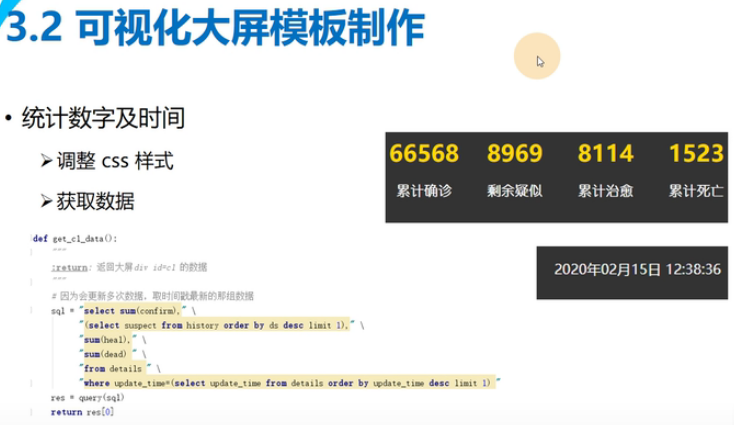 3.2 可视化大屏模板制作
• 统计数字及时间
➢调整 css 样式
➢获取数据
66568 8969 8114 1523
累计确诊 剩余疑似 累计治愈 累计死亡
2020年02月15日 12:38:36
def get_c1_data():
"""
:return: 返回大屏div id=c1 的数据
"""
# 因为会更新多次数据，取时间戳最新的那组数据
sql = "select sum(confirm)," \
"(select suspect from history order by ds desc limit 1)," \
"sum(heal)," \
"sum(dead) " \
"from details " \
"where update_time=(select update_time from details order by update_time desc limit 1) "
res = query(sql)
return res[0]